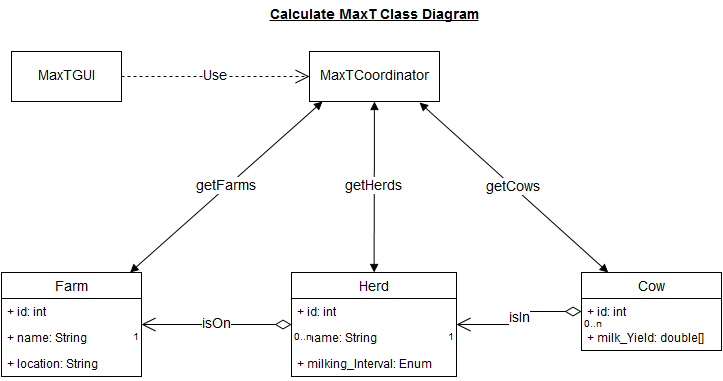 Calculate MaxT Class Diagram
MaxTGUI
Use
MaxTCoordinator
getFarms
getHerds
getCows
Farm
+ id: int
+ name: String
1
+ location: String
isOn
Herd
+ id: int
0..n
name: String
1
+ milking_Interval: Enum
isIn
Cow
+ id: int
0..n
+ milk_Yield: double[]